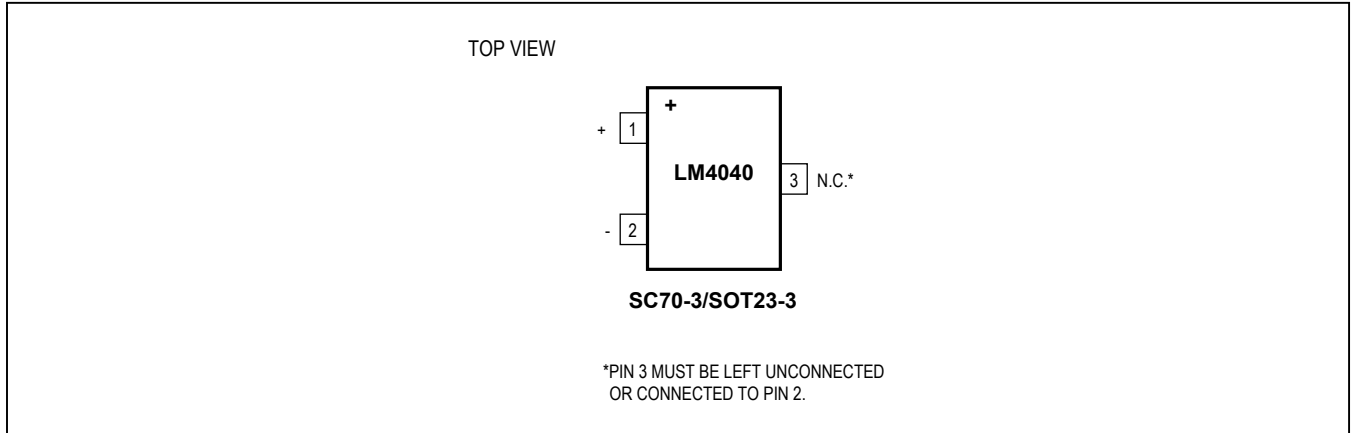 TOP VIEW
+
+ 1
LM4040
3 N.C.*
- 2
SC70-3/SOT23-3
*PIN 3 MUST BE LEFT UNCONNECTED
OR CONNECTED TO PIN 2.